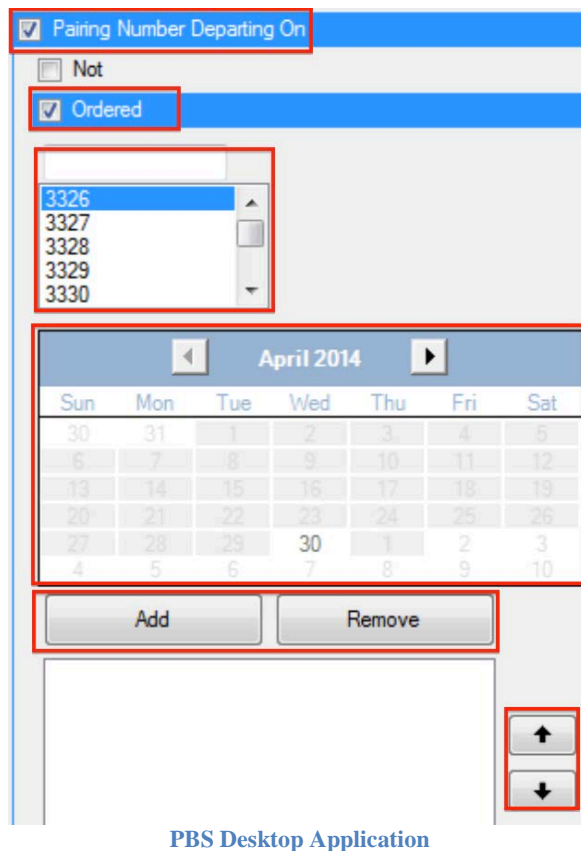 Pairing Number Departing On
Not
Ordered
3326
3327
3328
3329
3330
April 2014
Sun Mon Tue Wed Thu Fri Sat
30 31 1 2 3 4 5
6 7 8 9 10 11 12
13 14 15 16 17 18 19
20 21 22 23 24 25 26
27 28 29 30 1 2 3
4 5 6 7 8 9 10
Add Remove
PBS Desktop Application